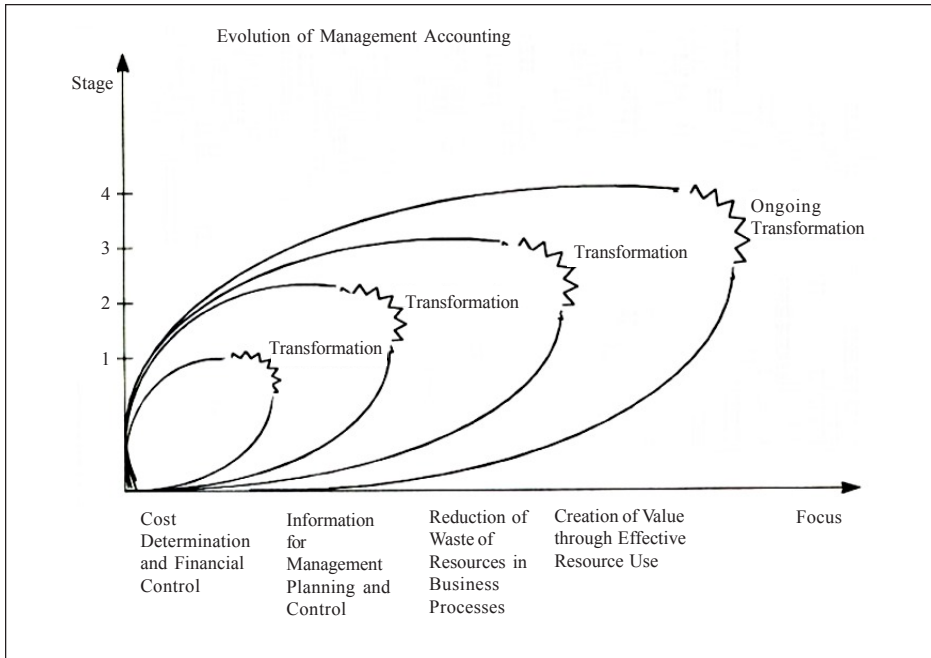 Evolution of Management Accounting
Stage
4
3
2
1
Ongoing
Transformation
Transformation
Transformation
Transformation
Cost
Determination
and Financial
Control
Information
for
Management
Planning and
Control
Reduction of
Waste of
Resources in
Business
Processes
Creation of Value
through Effective
Resource Use
Focus